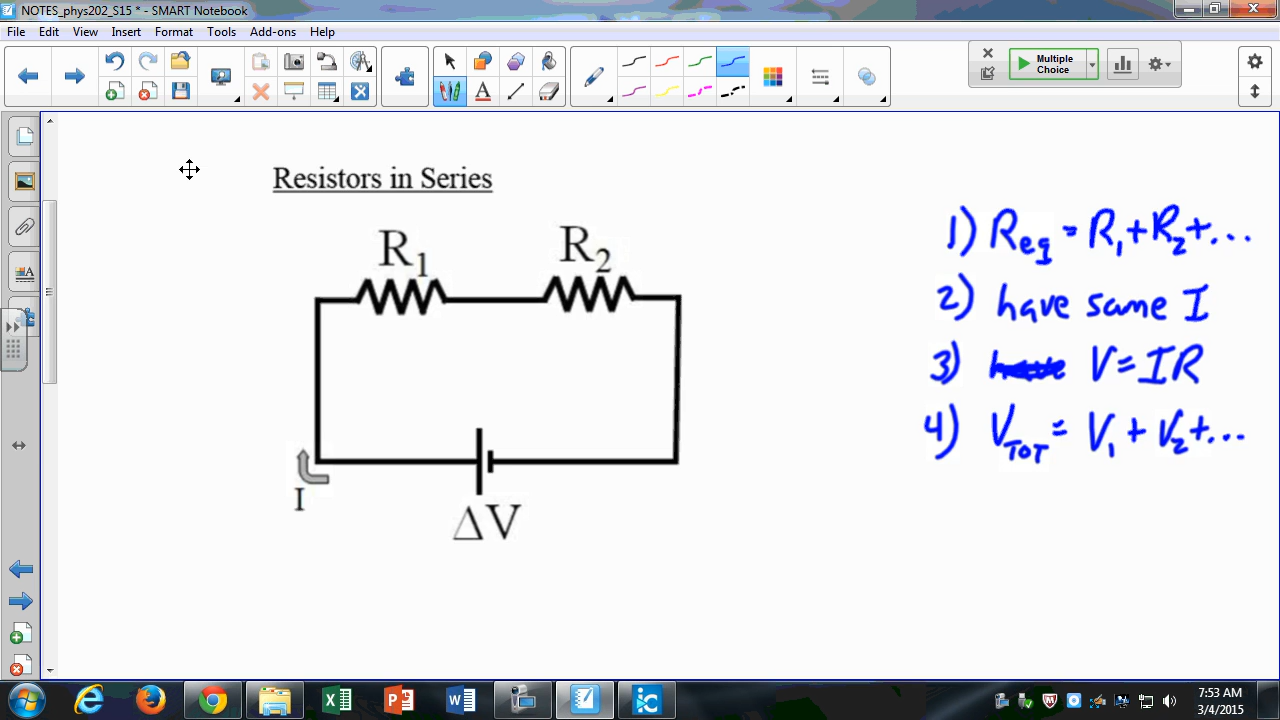 NOTES_phys202_S15 * - SMART Notebook
File Edit View Insert Format Tools Add-ons Help
Multiple
Choice
Resistors in Series
R₁ R₂
I
ΔV
1) Req = R₁ + R₂ + ...
2) have same I
3) V = IR
4) VTOT = V₁ + V₂ + ...
7:53 AM
3/4/2015